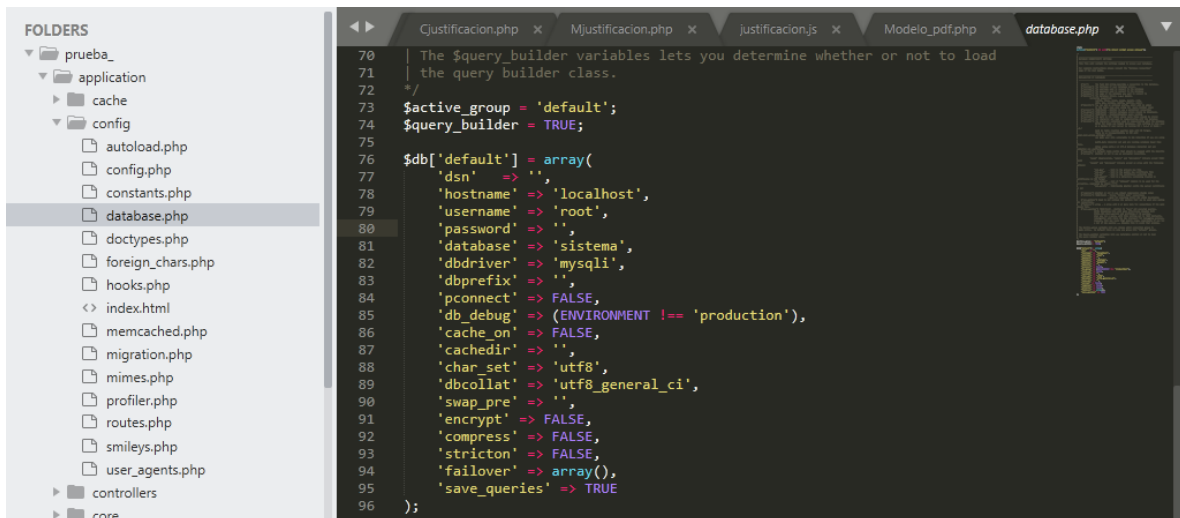 FOLDERS
prueba_
application
cache
config
autoload.php
config.php
constants.php
database.php
doctypes.php
foreign_chars.php
hooks.php
<> index.html
memcached.php
migration.php
mimes.php
profiler.php
routes.php
smileys.php
user_agents.php
controllers
core
Cjustificacion.php ×
Mjustificacion.php ×
justificacion.js ×
Modelo_pdf.php ×
database.php ×
70 | The $query_builder variables lets you determine whether or not to load
71 | the query builder class.
72 */
73 $active_group = 'default';
74 $query_builder = TRUE;
75
76 $db['default'] = array(
77 'dsn' => '',
78 'hostname' => 'localhost',
79 'username' => 'root',
80 'password' => '',
81 'database' => 'sistema',
82 'dbdriver' => 'mysqli',
83 'dbprefix' => '',
84 'pconnect' => FALSE,
85 'db_debug' => (ENVIRONMENT !== 'production'),
86 'cache_on' => FALSE,
87 'cachedir' => '',
88 'char_set' => 'utf8',
89 'dbcollat' => 'utf8_general_ci',
90 'swap_pre' => '',
91 'encrypt' => FALSE,
92 'compress' => FALSE,
93 'stricton' => FALSE,
94 'failover' => array(),
95 'save_queries' => TRUE
96 );